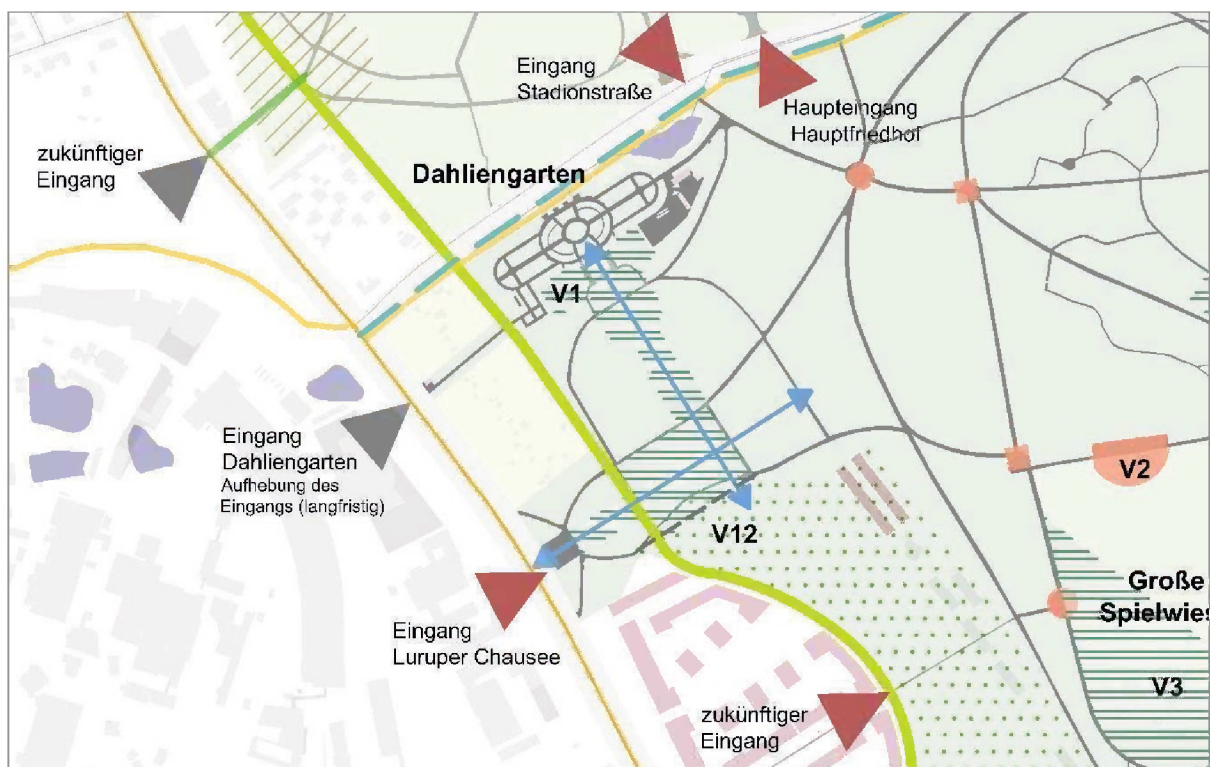 Eingang
Stadionstraße
Haupteingang
Hauptfriedhof
zukünftiger
Eingang
Dahliengarten
V1
Eingang
Dahliengarten
Aufhebung des
Eingangs (langfristig)
V2
V12
Große
Spielwies
Eingang
Luruper Chausee
V3
zukünftiger
Eingang